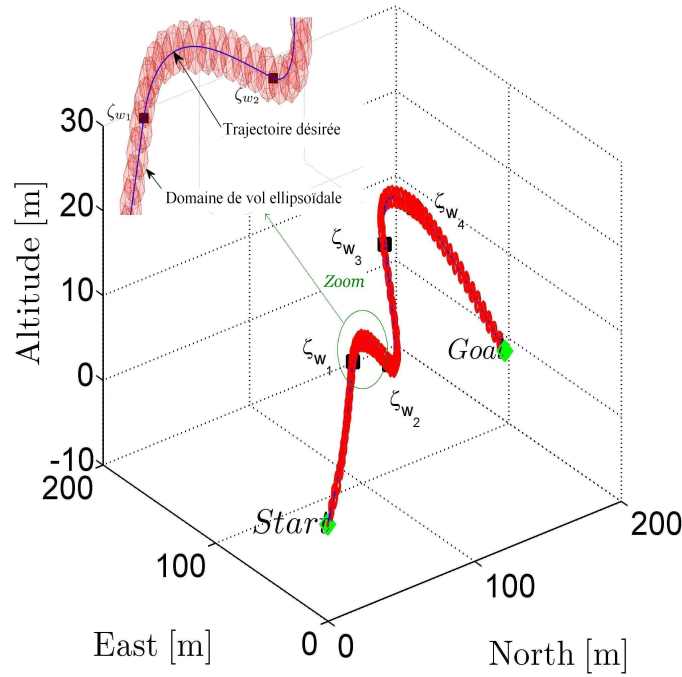 ζw1
ζw2
Trajectoire désirée
Domaine de vol ellipsoïdale
30
20
10
0
-10
Altitude [m]
ζw4
ζw3
Zoom
ζw1
Goal
ζw2
Start
200
100
0
East [m]
0
100
200
North [m]